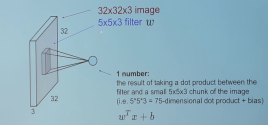 32x32x3 image
5x5x3 filter w
32
32
3
1 number:
the result of taking a dot product between the
filter and a small 5x5x3 chunk of the image
(i.e. 5*5*3 = 75-dimensional dot product + bias)
w^T x + b